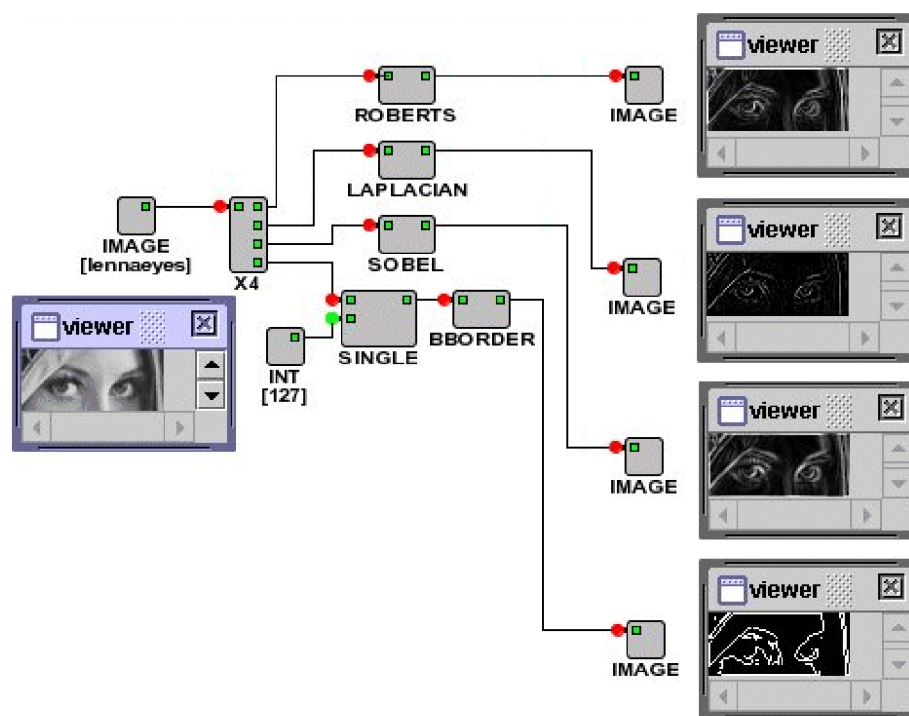 viewer
ROBERTS
IMAGE
LAPLACIAN
IMAGE
[lennaeyes]
X4
SOBEL
viewer
IMAGE
viewer
SINGLE
BBORDER
INT
[127]
viewer
IMAGE
viewer
IMAGE